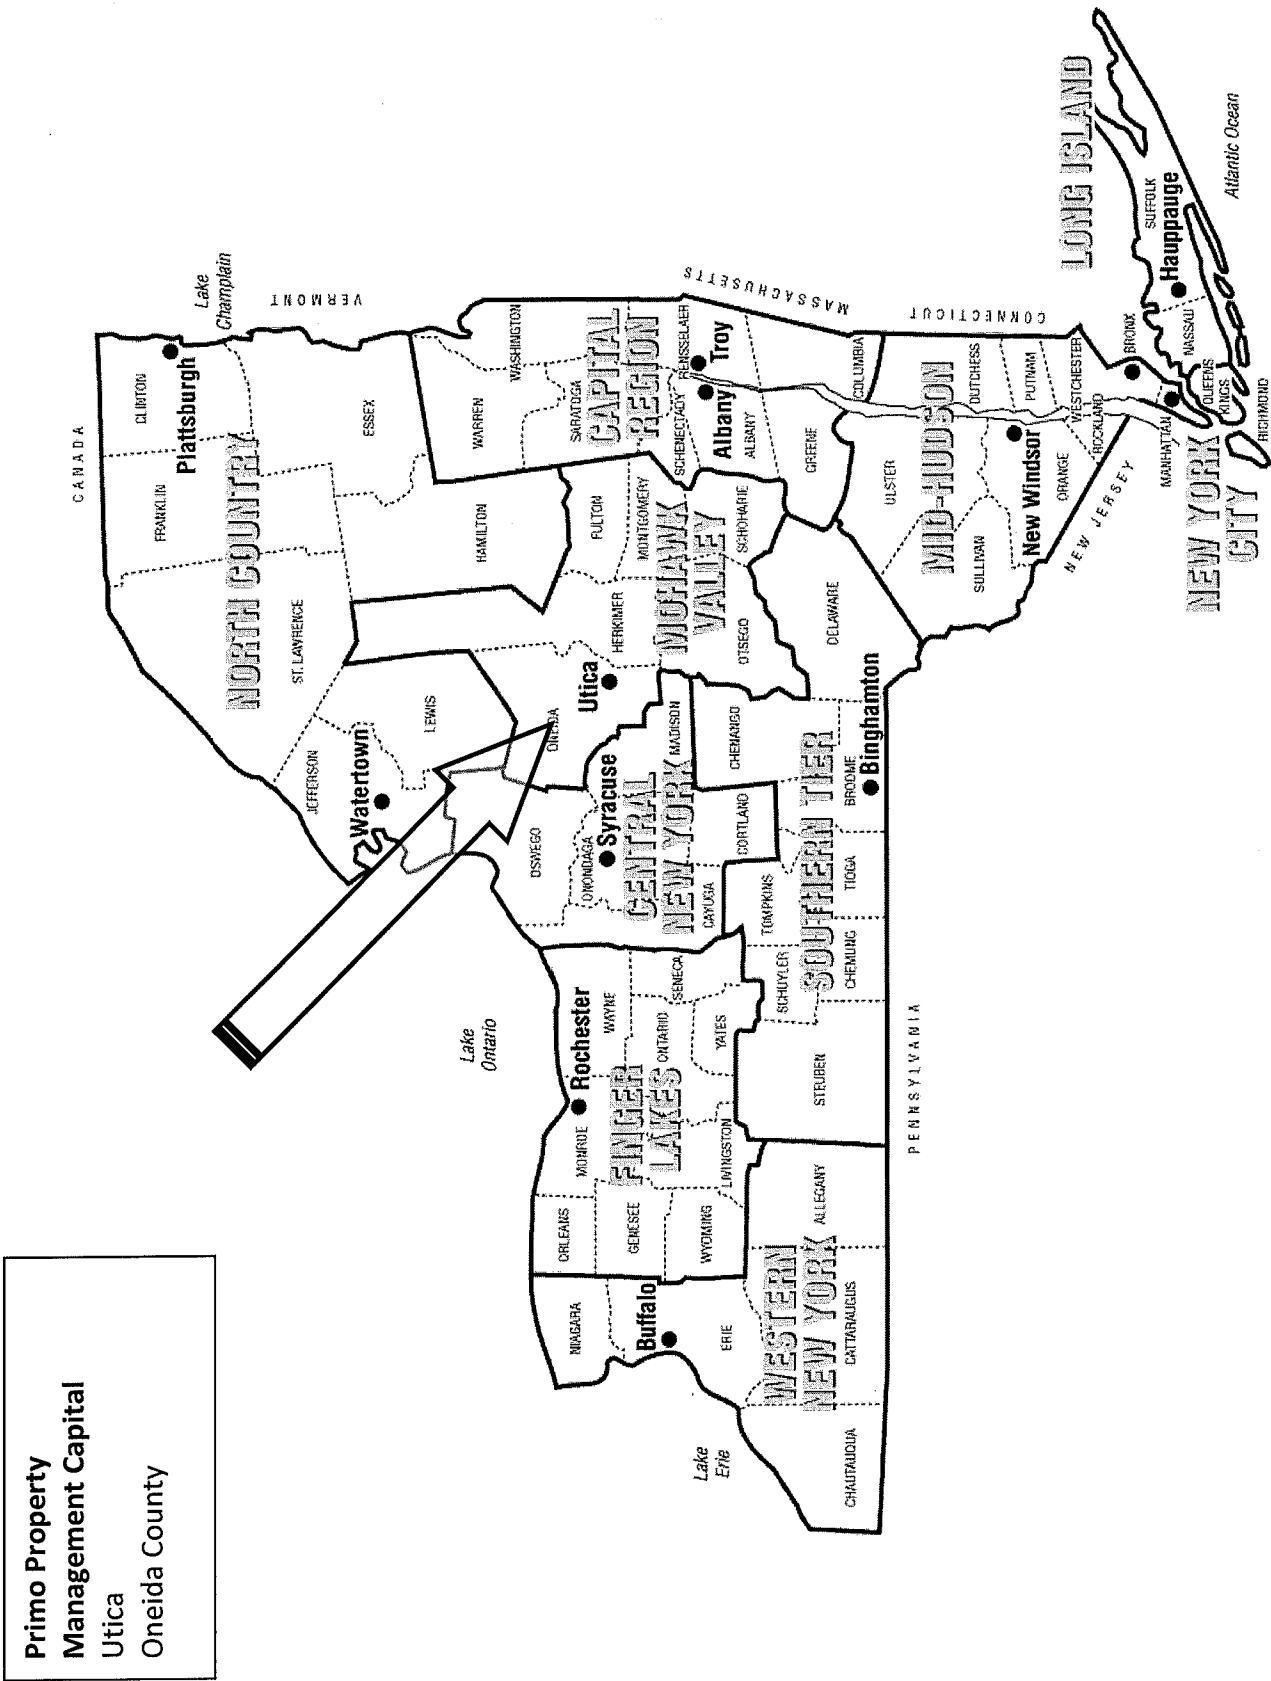 Primo Property
Management Capital
Utica
Oneida County
CANADA
Lake
Champlain
VERMONT
NORTH COUNTRY
CLINTON
Plattsburgh
FRANKLIN
ST. LAWRENCE
ESSEX
JEFFERSON
Watertown
LEWIS
HAMILTON
Lake
Ontario
CAPITAL
REGION
WARREN
WASHINGTON
SARATOGA
SCHENECTADY
RENSSELAER
Troy
Albany
ALBANY
GREENE
COLUMBIA
MASSACHUSETTS
MOHAWK
VALLEY
FULTON
MONTGOMERY
HERKIMER
ONEIDA
Utica
OTSEGO
SCHOHARIE
CENTRAL
NEW YORK
OSWEGO
ONONDAGA
Syracuse
MADISON
CAYUGA
CORTLAND
FINGER
LAKES
Rochester
MONROE
WAYNE
ORLEANS
GENESEE
WYOMING
LIVINGSTON
ONTARIO
YATES
SENECA
WESTERN
NEW YORK
NIAGARA
Buffalo
ERIE
CHAUTAUQUA
CATTARAUGUS
ALLEGANY
Lake
Erie
SOUTHERN TIER
STEUBEN
SCHUYLER
CHEMUNG
TOMPKINS
TIOGA
BROOME
Binghamton
CHENANGO
DELAWARE
PENNSYLVANIA
MID-HUDSON
SULLIVAN
ULSTER
DUTCHESS
New Windsor
ORANGE
PUTNAM
WESTCHESTER
ROCKLAND
CONNECTICUT
NEW JERSEY
NEW YORK
CITY
BRONX
MANHATTAN
QUEENS
KINGS
RICHMOND
LONG ISLAND
NASSAU
SUFFOLK
Hauppauge
Atlantic Ocean